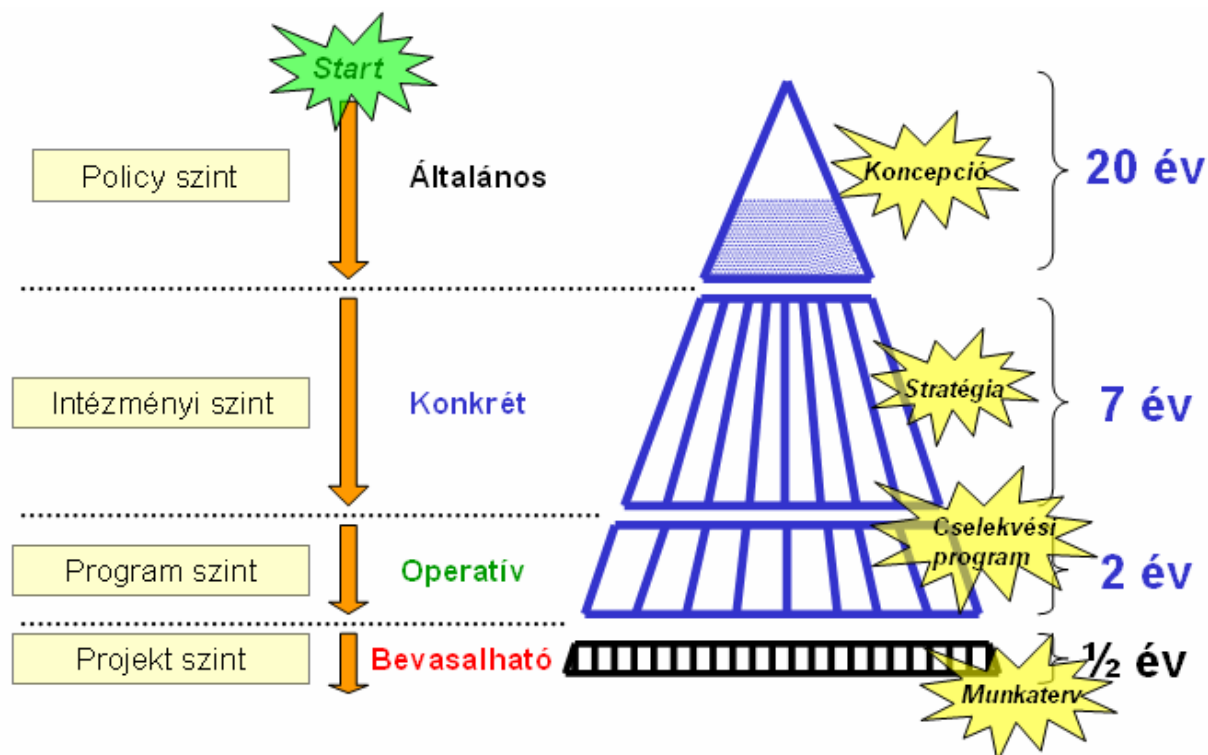 Start
Policy szint
Általános
Koncepció
20 év
Intézményi szint
Konkrét
Stratégia
7 év
Program szint
Operatív
Cselekvési
program
2 év
Projekt szint
Bevasalható
½ év
Munkaterv